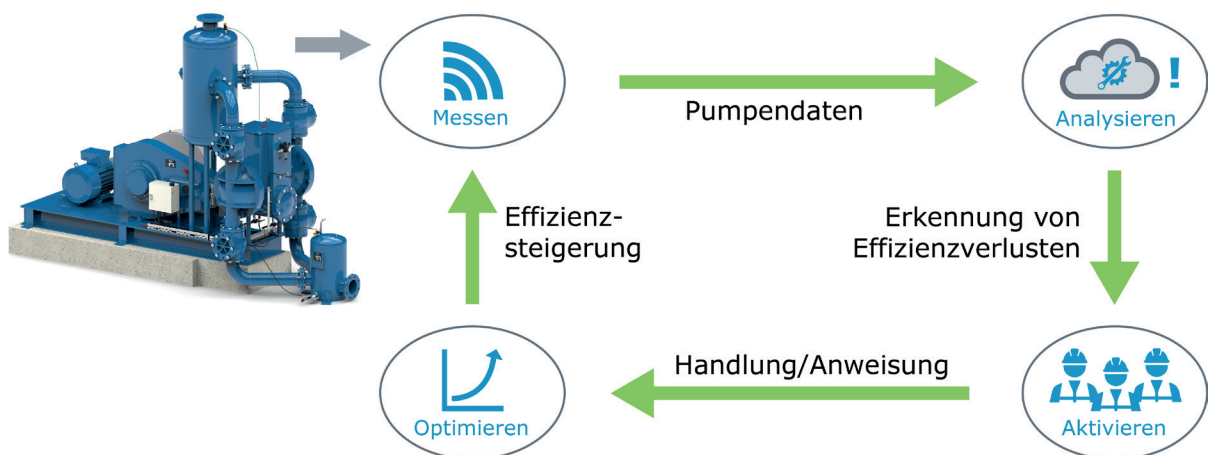 Messen
Pumpendaten
!
Analysieren
Effizienz-
steigerung
Erkennung von
Effizienzverlusten
Optimieren
Handlung/Anweisung
Aktivieren